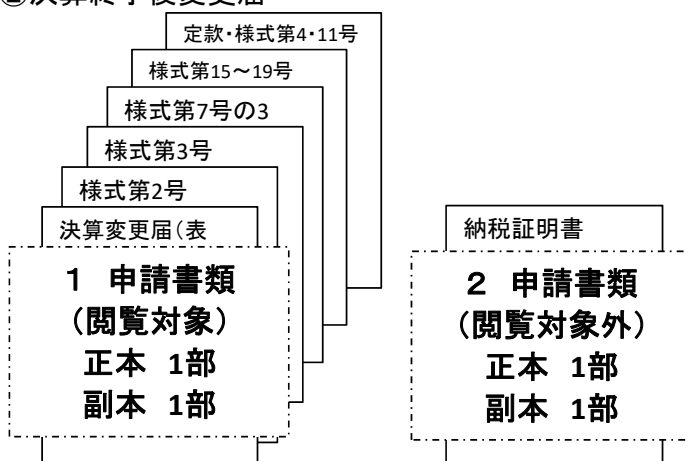 ②決算終了後変更届
定款・様式第4・11号
様式第15～19号
様式第7号の3
様式第3号
様式第2号
決算変更届(表
納税証明書
１ 申請書類
（閲覧対象）
正本 1部
副本 1部
２ 申請書類
（閲覧対象外）
正本 1部
副本 1部